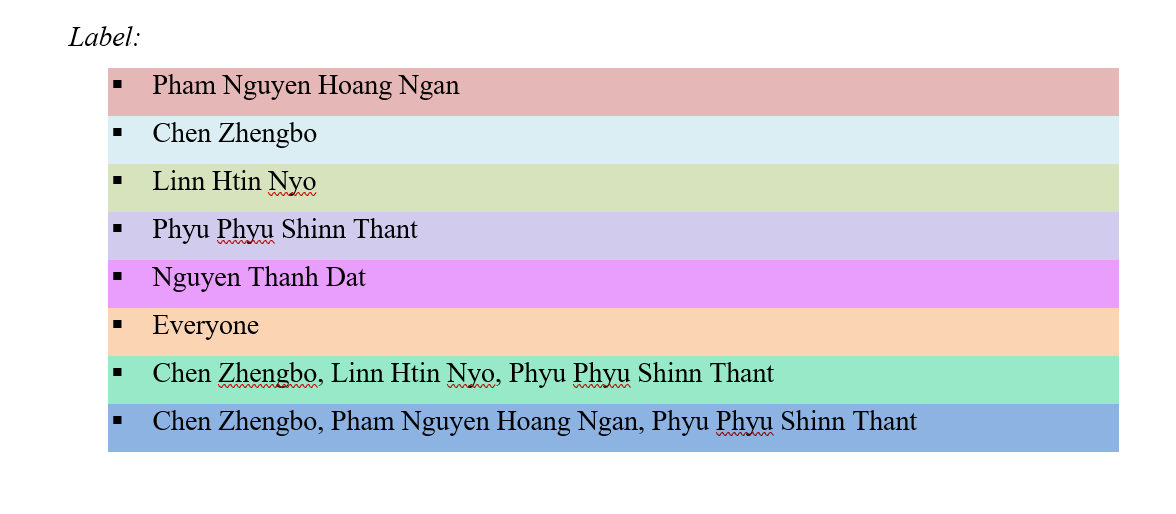 Label:
▪ Pham Nguyen Hoang Ngan
▪ Chen Zhengbo
▪ Linn Htin Nyo
▪ Phyu Phyu Shinn Thant
▪ Nguyen Thanh Dat
▪ Everyone
▪ Chen Zhengbo, Linn Htin Nyo, Phyu Phyu Shinn Thant
▪ Chen Zhengbo, Pham Nguyen Hoang Ngan, Phyu Phyu Shinn Thant